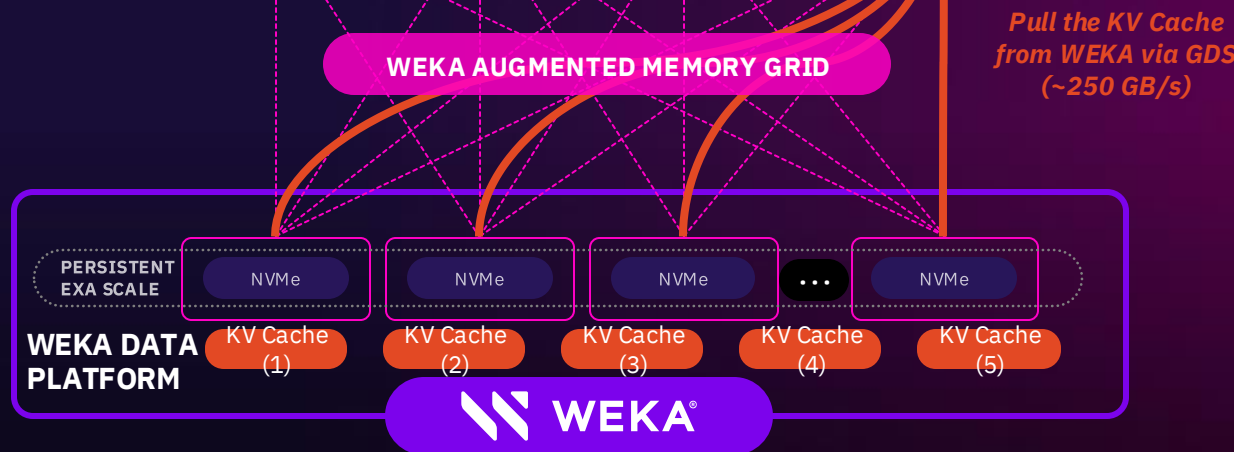 Pull the KV Cache
from WEKA via GDS
(~250 GB/s)
WEKA AUGMENTED MEMORY GRID
PERSISTENT
EXA SCALE
NVMe
NVMe
NVMe
...
NVMe
WEKA DATA
PLATFORM
KV Cache
(1)
KV Cache
(2)
KV Cache
(3)
KV Cache
(4)
KV Cache
(5)
WEKA®